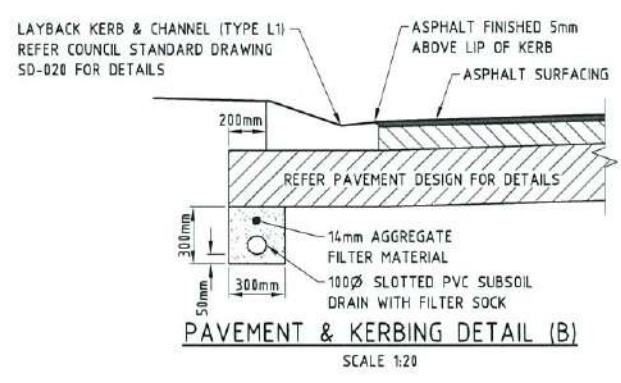 LAYBACK KERB & CHANNEL (TYPE L1)
REFER COUNCIL STANDARD DRAWING
SD-020 FOR DETAILS
ASPHALT FINISHED 5mm
ABOVE LIP OF KERB
ASPHALT SURFACING
200mm
REFER PAVEMENT DESIGN FOR DETAILS
300mm
14mm AGGREGATE
FILTER MATERIAL
50mm
300mm
100Ø SLOTTED PVC SUBSOIL
DRAIN WITH FILTER SOCK
PAVEMENT & KERBING DETAIL (B)
SCALE 1:20